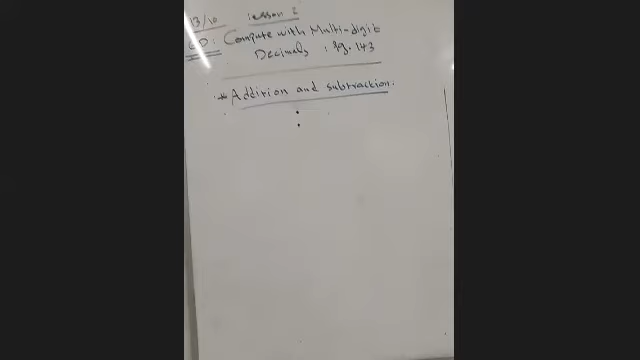 13/10 Lesson 2
LO: Compute with Multi-digit
Decimals : Pg. 143
* Addition and subtraction.